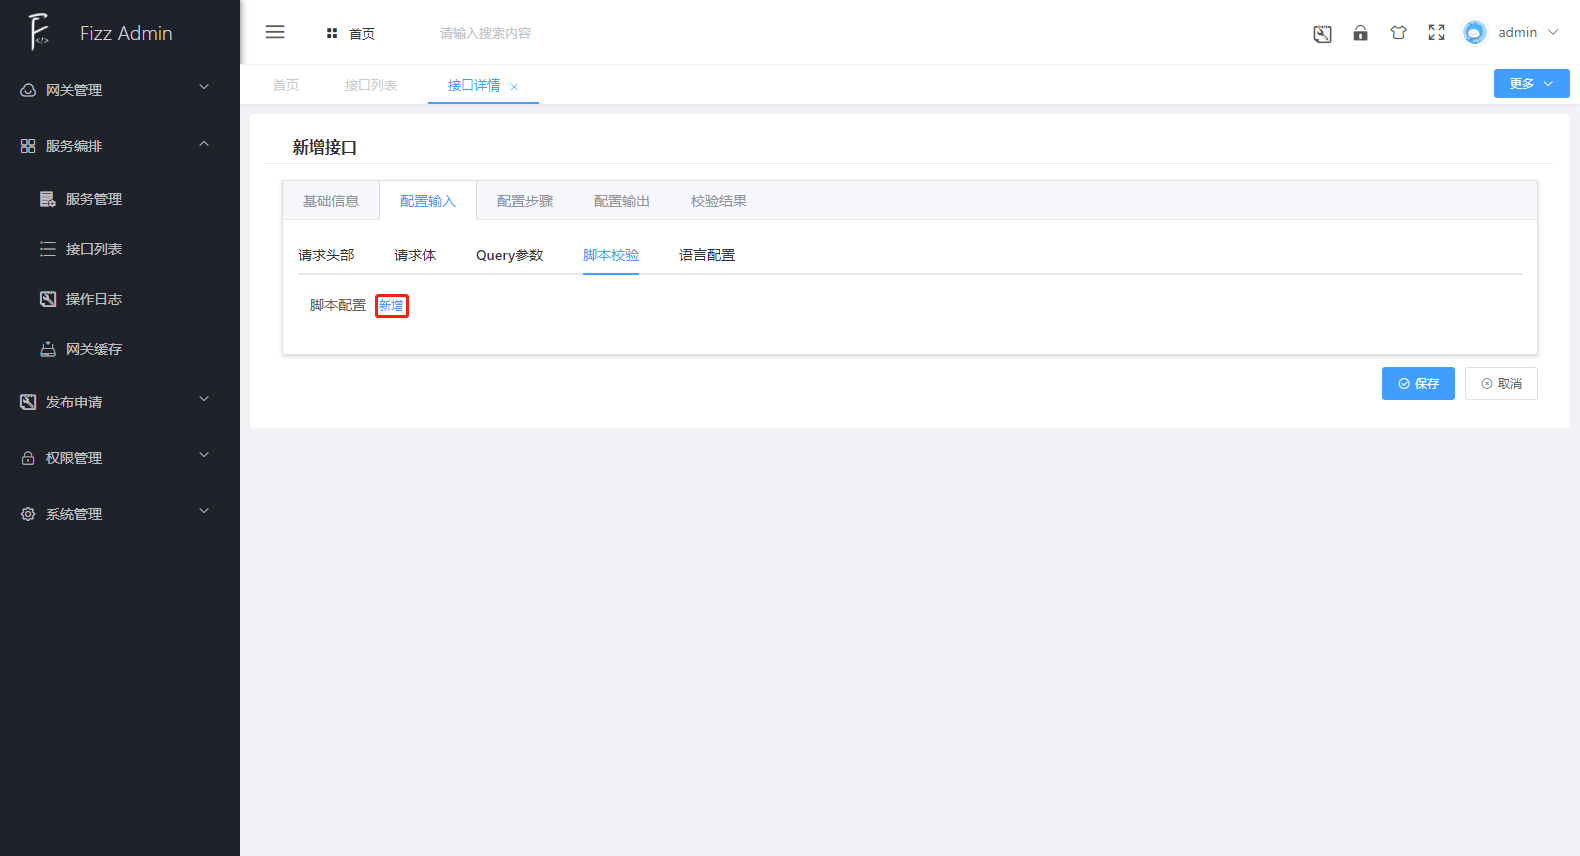 Fizz Admin
首页
请输入搜索内容
admin
首页
接口列表
接口详情
更多
网关管理
服务编排
服务管理
接口列表
操作日志
网关缓存
发布申请
权限管理
系统管理
新增接口
基础信息
配置输入
配置步骤
配置输出
校验结果
请求头部
请求体
Query参数
脚本校验
语言配置
脚本配置
新增
保存
取消